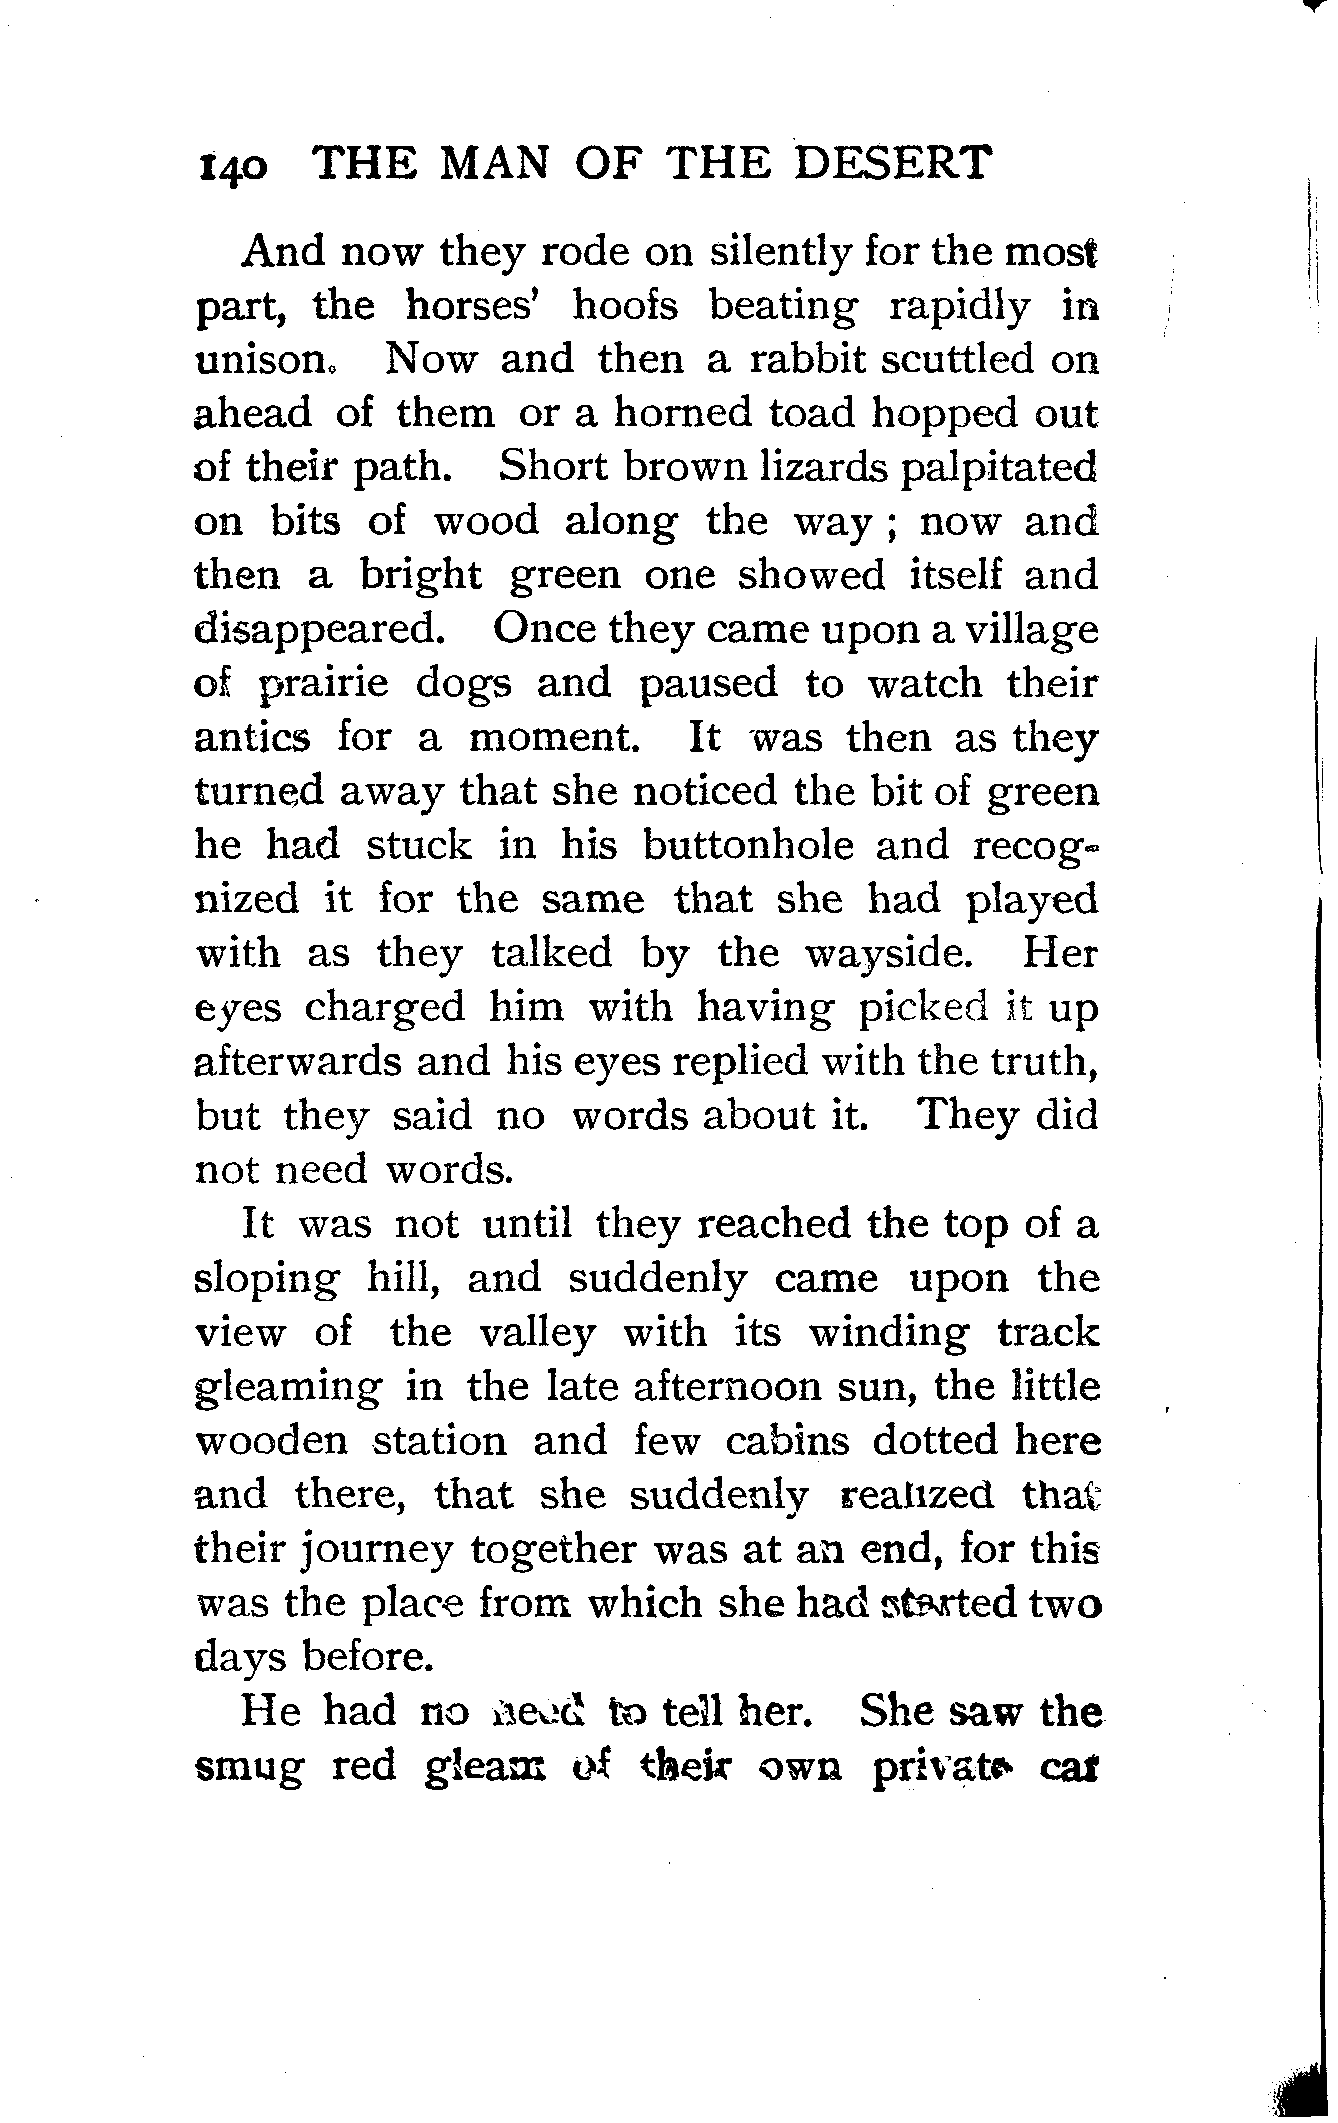 140 THE MAN OF THE DESERT
And now they rode on silently for the most
part, the horses' hoofs beating rapidly in
unison. Now and then a rabbit scuttled on
ahead of them or a horned toad hopped out
of their path. Short brown lizards palpitated
on bits of wood along the way ; now and
then a bright green one showed itself and
disappeared. Once they came upon a village
of prairie dogs and paused to watch their
antics for a moment. It was then as they
turned away that she noticed the bit of green
he had stuck in his buttonhole and recog-
nized it for the same that she had played
with as they talked by the wayside. Her
eyes charged him with having picked it up
afterwards and his eyes replied with the truth,
but they said no words about it. They did
not need words.
It was not until they reached the top of a
sloping hill, and suddenly came upon the
view of the valley with its winding track
gleaming in the late afternoon sun, the little
wooden station and few cabins dotted here
and there, that she suddenly realized that
their journey together was at an end, for this
was the place from which she had started two
days before.
He had no need to tell her. She saw the
smug red gleam of their own private car